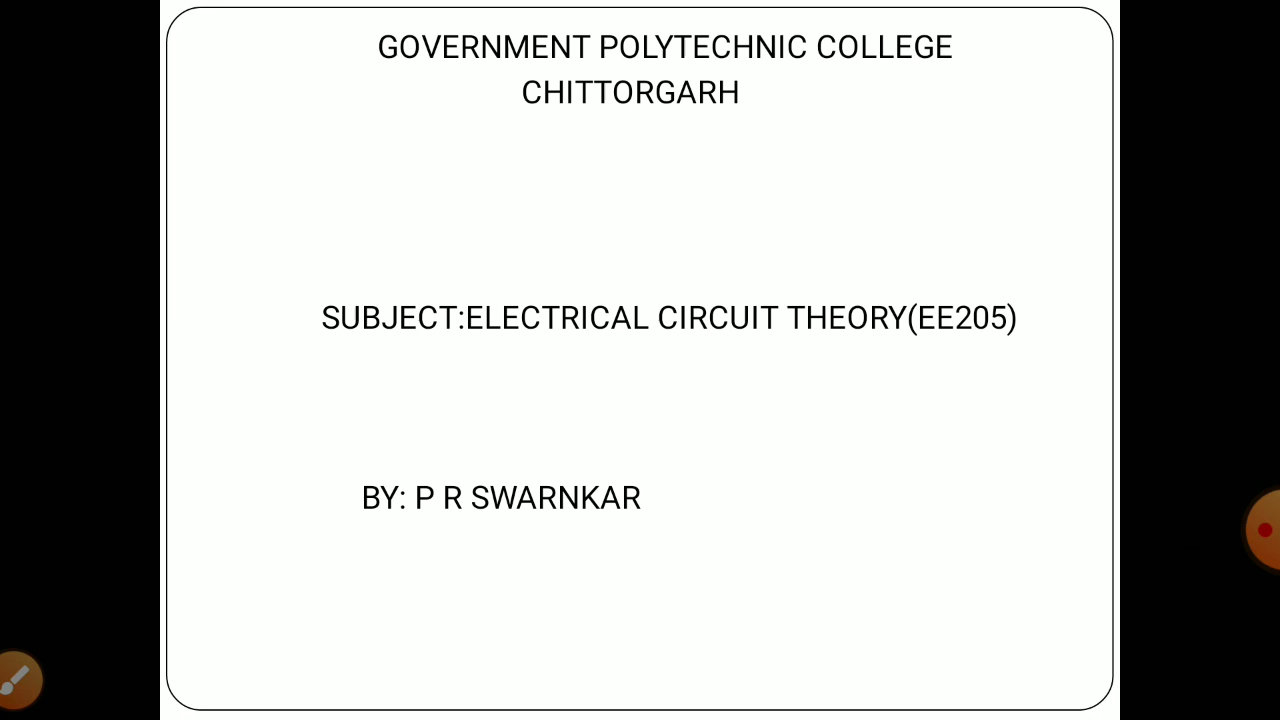 GOVERNMENT POLYTECHNIC COLLEGE
CHITTORGARH
SUBJECT:ELECTRICAL CIRCUIT THEORY(EE205)
BY: P R SWARNKAR